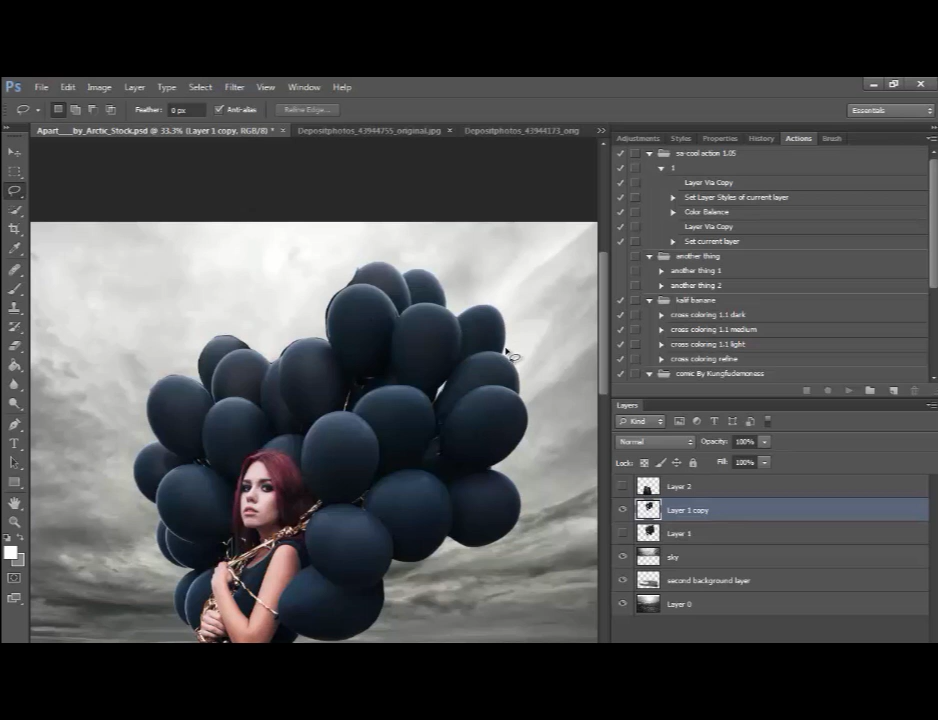 Ps File Edit Image Layer Type Select Filter View Window Help
Feather: 0 px Anti-alias Refine Edge... Essentials
Apart___by_Arctic_Stock.psd @ 33.3% (Layer 1 copy, RGB/8) * × Depositphotos_43944755_original.jpg × Depositphotos_43944173_orig >>
Adjustments Styles Properties History Actions Brush
se-cool action 1.05
1
Layer Via Copy
Set Layer Styles of current layer
Color Balance
Layer Via Copy
Set current layer
another thing
another thing 1
another thing 2
kalif banane
cross coloring 1.1 dark
cross coloring 1.1 medium
cross coloring 1.1 light
cross coloring refine
comic By Kungfudemoness
Layers
Kind
Normal Opacity: 100%
Lock: Fill: 100%
Layer 2
Layer 1 copy
Layer 1
sky
second background layer
Layer 0